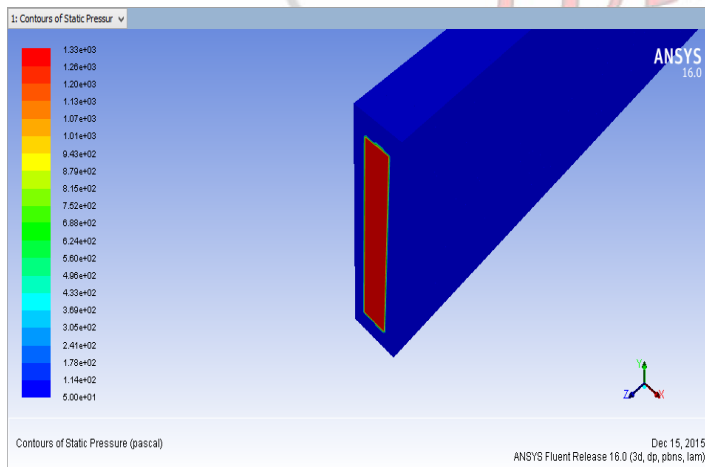 1: Contours of Static Pressur
1.33e+03
1.26e+03
1.20e+03
1.13e+03
1.07e+03
1.01e+03
9.43e+02
8.79e+02
8.15e+02
7.52e+02
6.88e+02
6.24e+02
5.60e+02
4.96e+02
4.33e+02
3.69e+02
3.05e+02
2.41e+02
1.78e+02
1.14e+02
5.00e+01
ANSYS
16.0
Y
Z
X
Contours of Static Pressure (pascal)
Dec 15, 2015
ANSYS Fluent Release 16.0 (3d, dp, pbns, lam)